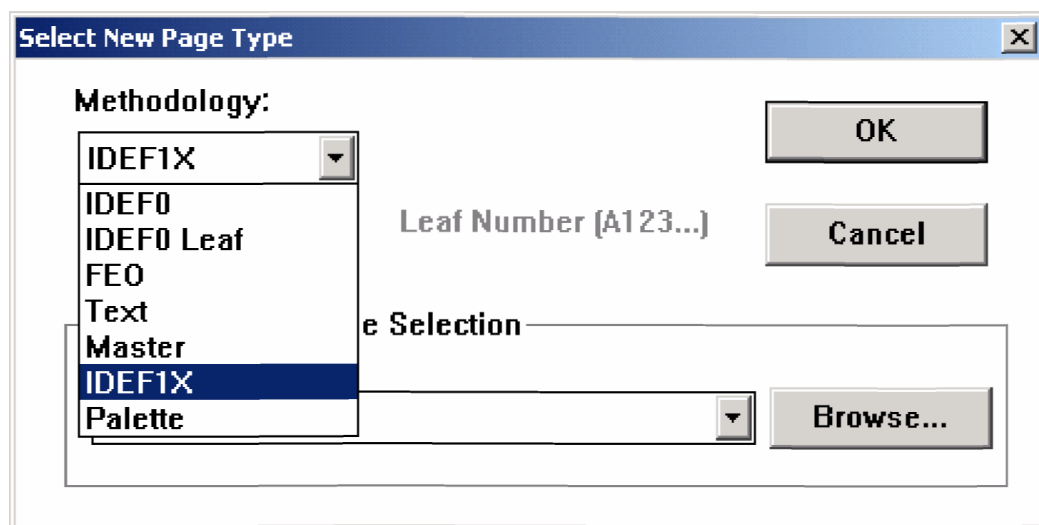 Select New Page Type
Methodology:
IDEF1X
OK
IDEF0
IDEF0 Leaf
Leaf Number (A123...)
Cancel
FEO
Text
e Selection
Master
IDEF1X
Palette
Browse...